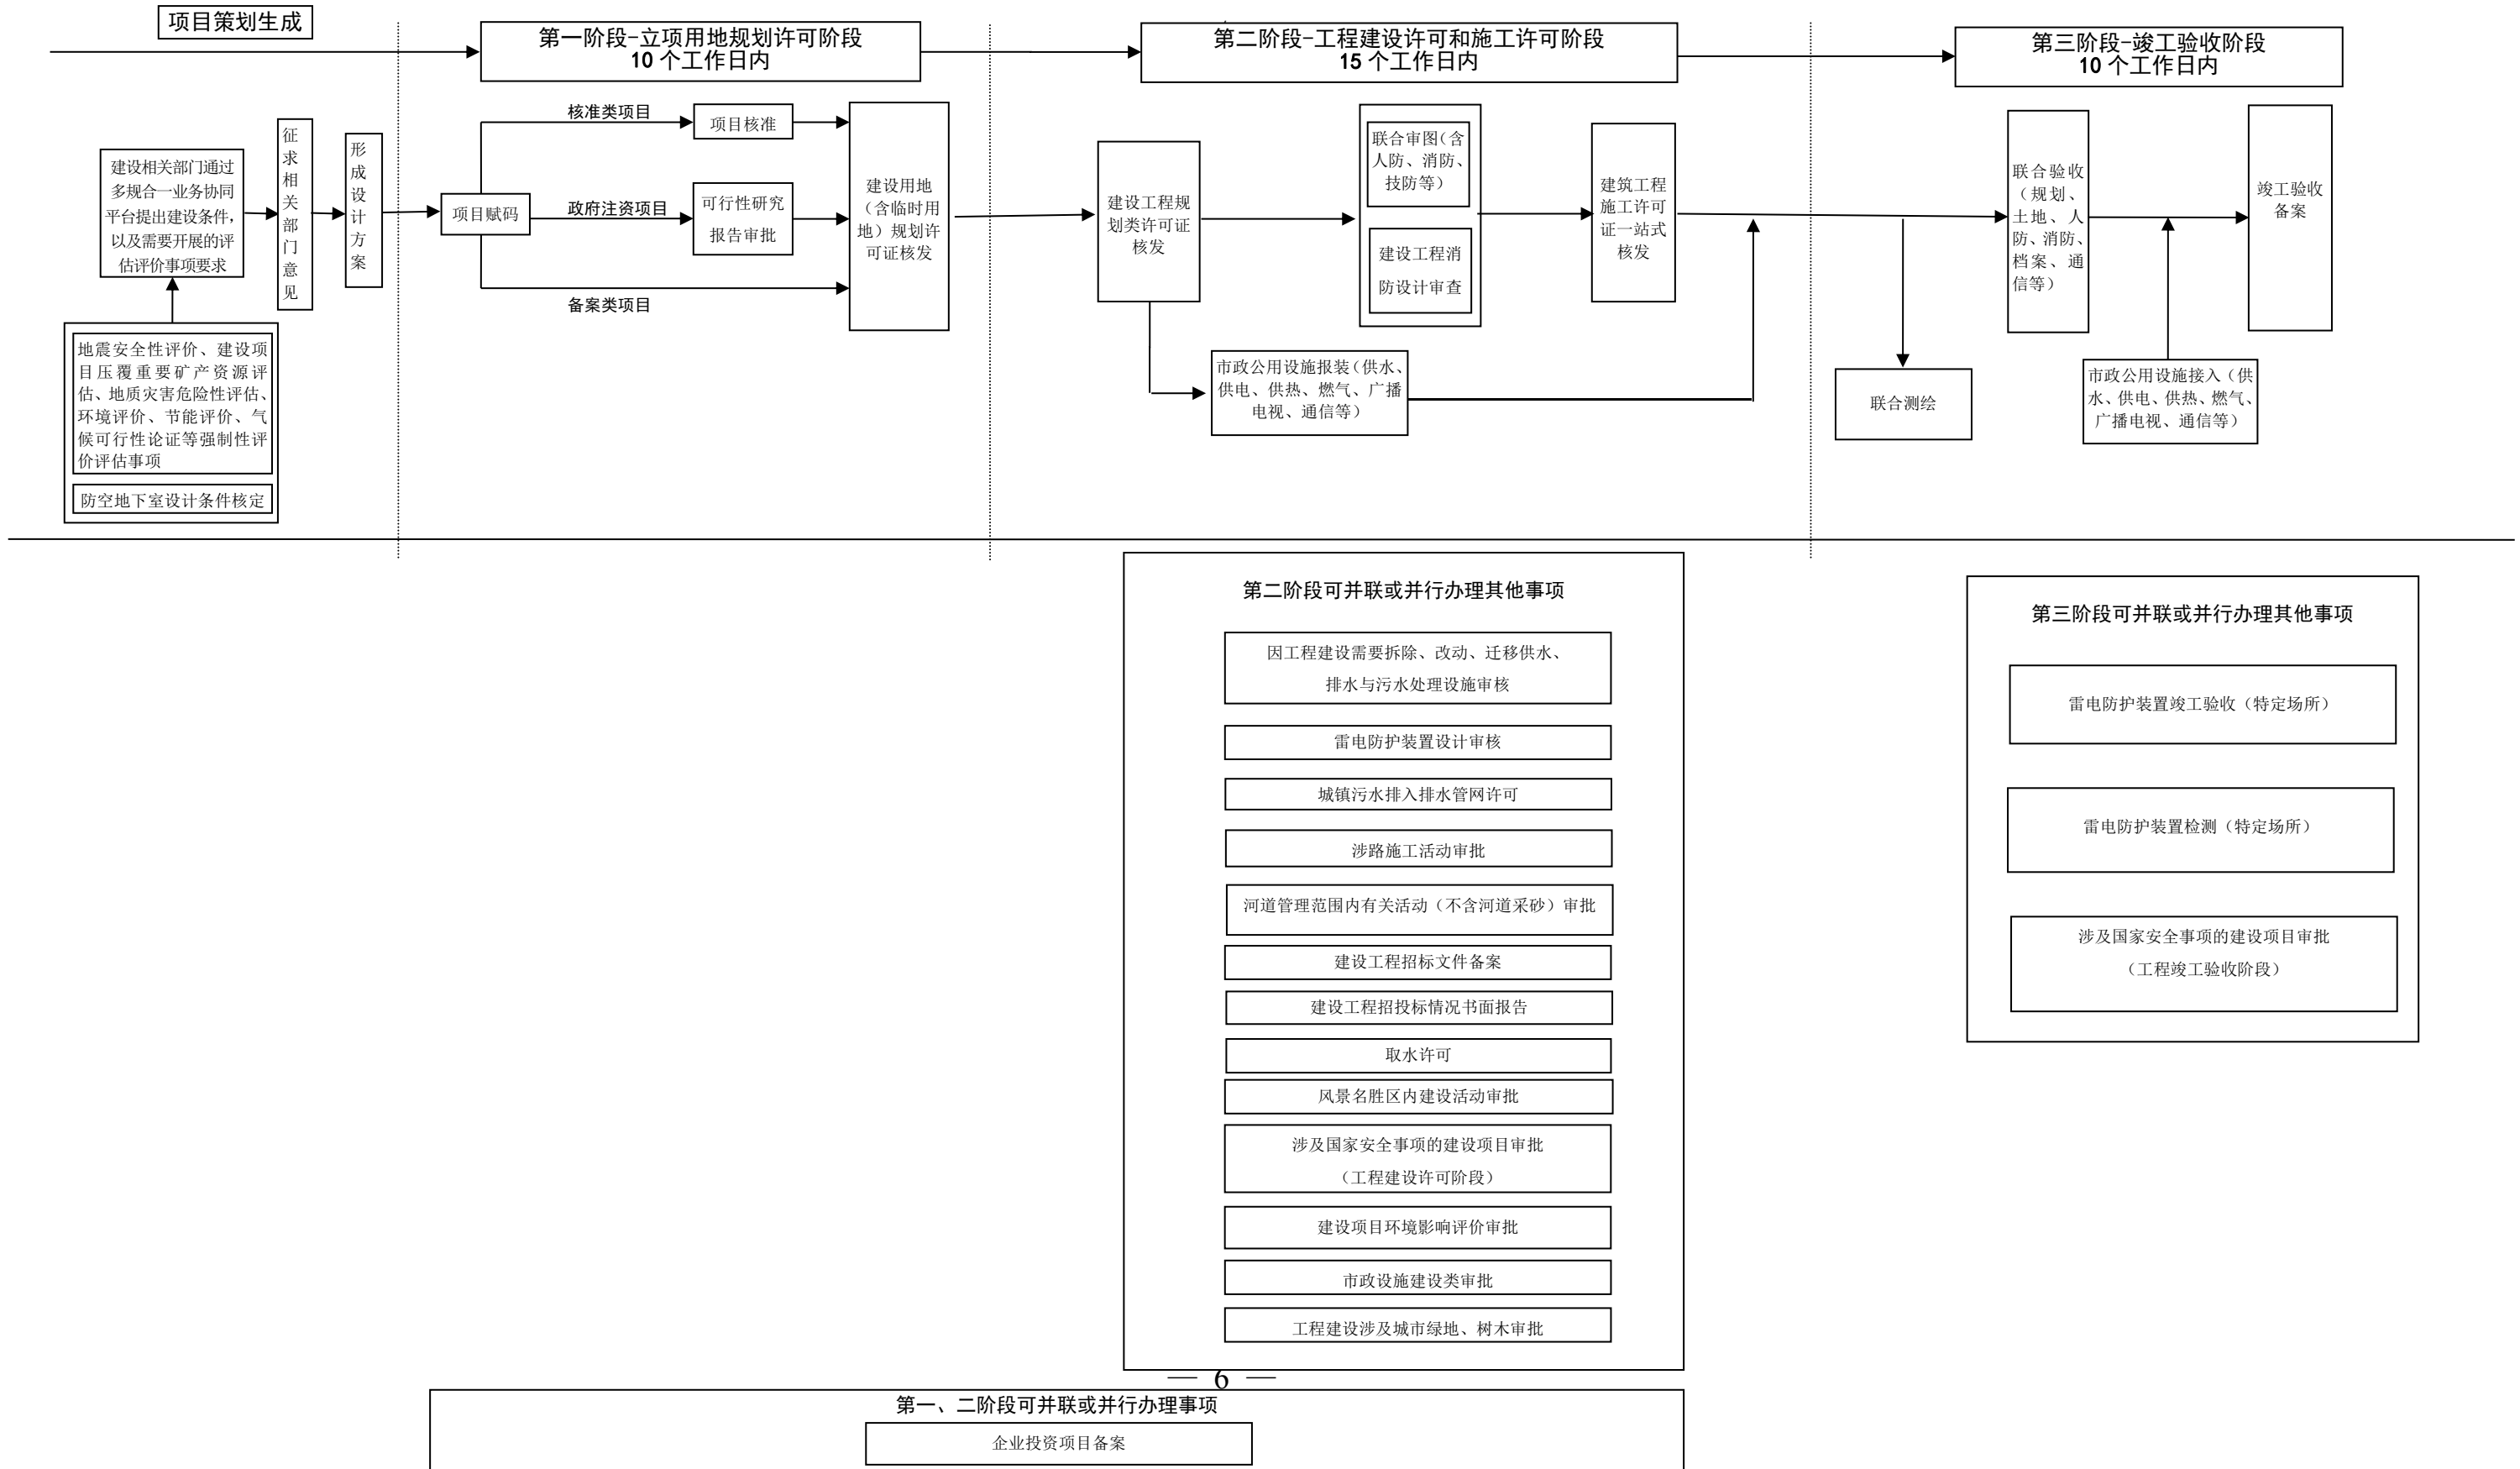 项目策划生成
第一阶段-立项用地规划许可阶段
10 个工作日内
第二阶段-工程建设许可和施工许可阶段
15 个工作日内
第三阶段-竣工验收阶段
10 个工作日内
建设相关部门通过
多规合一业务协同
平台提出建设条件，
以及需要开展的评
估评价事项要求
征
求
相
关
部
门
意
见
形
成
设
计
方
案
地震安全性评价、建设项
目压覆重要矿产资源评
估、地质灾害危险性评估、
环境评价、节能评价、气
候可行性论证等强制性评
价评估事项
防空地下室设计条件核定
项目赋码
核准类项目
项目核准
政府注资项目
可行性研究
报告审批
备案类项目
建设用地
（含临时用
地）规划许
可证核发
建设工程规
划类许可证
核发
联合审图（含
人防、消防、
技防等）
建设工程消
防设计审查
建筑工程
施工许可
证一站式
核发
市政公用设施报装（供水、
供电、供热、燃气、广播
电视、通信等）
联合测绘
联合验收
（规划、
土地、人
防、消防、
档案、通
信等）
市政公用设施接入（供
水、供电、供热、燃气、
广播电视、通信等）
竣工验收
备案
第二阶段可并联或并行办理其他事项
因工程建设需要拆除、改动、迁移供水、
排水与污水处理设施审核
雷电防护装置设计审核
城镇污水排入排水管网许可
涉路施工活动审批
河道管理范围内有关活动（不含河道采砂）审批
建设工程招标文件备案
建设工程招投标情况书面报告
取水许可
风景名胜区内建设活动审批
涉及国家安全事项的建设项目审批
（工程建设许可阶段）
建设项目环境影响评价审批
市政设施建设类审批
工程建设涉及城市绿地、树木审批
第三阶段可并联或并行办理其他事项
雷电防护装置竣工验收（特定场所）
雷电防护装置检测（特定场所）
涉及国家安全事项的建设项目审批
（工程竣工验收阶段）
— 6 —
第一、二阶段可并联或并行办理事项
企业投资项目备案